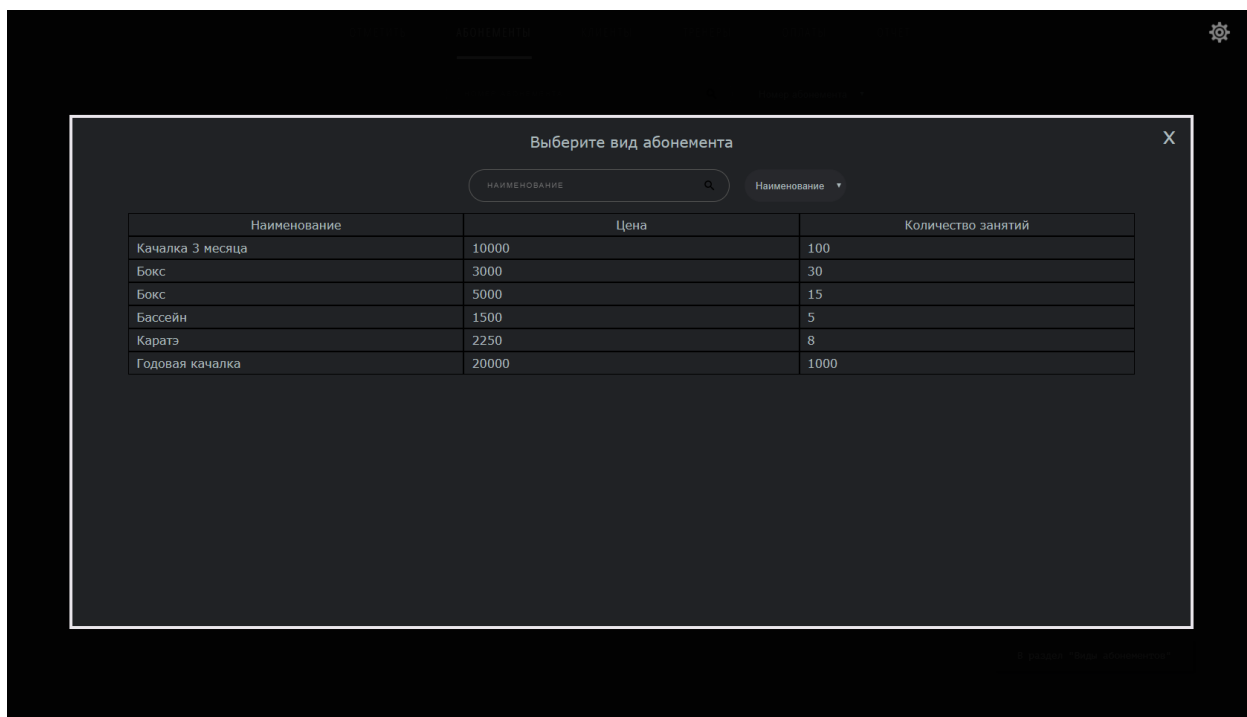 Выберите вид абонемента X
НАИМЕНОВАНИЕ Наименование ▼
Наименование Цена Количество занятий
Качалка 3 месяца 10000 100
Бокс 3000 30
Бокс 5000 15
Бассейн 1500 5
Каратэ 2250 8
Годовая качалка 20000 1000